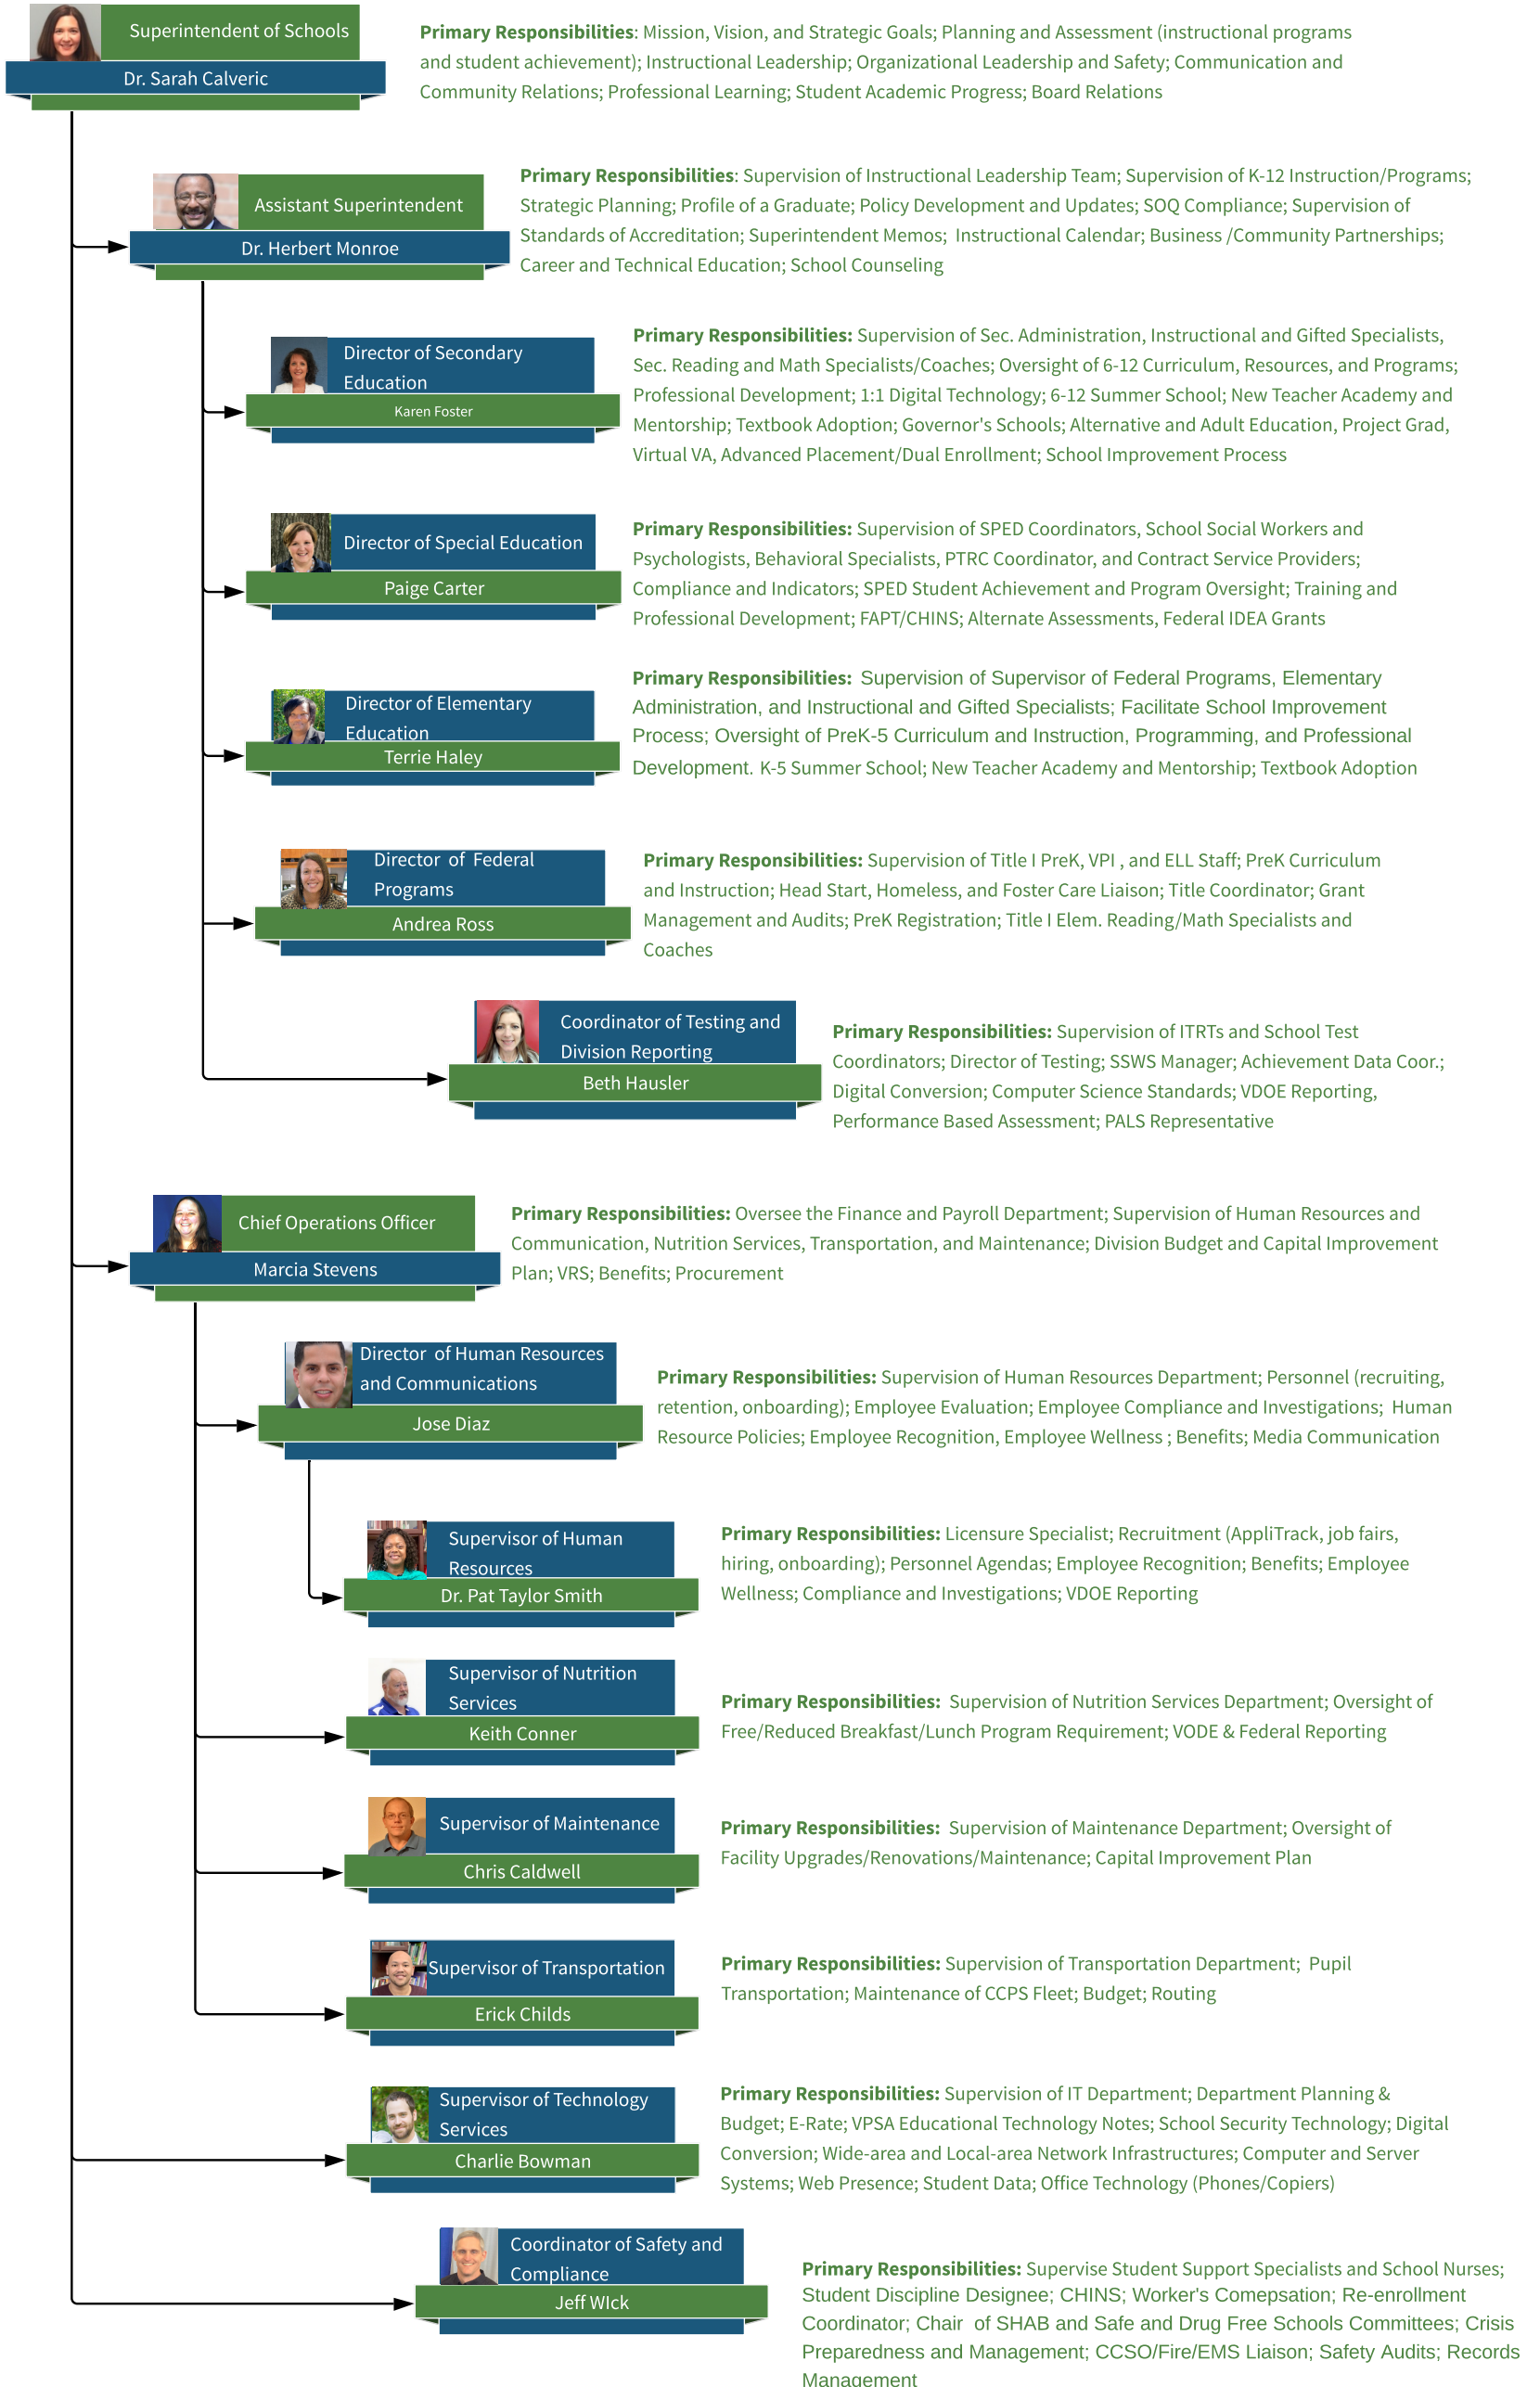 Superintendent of Schools
Dr. Sarah Calveric
Primary Responsibilities: Mission, Vision, and Strategic Goals; Planning and Assessment (instructional programs
and student achievement); Instructional Leadership; Organizational Leadership and Safety; Communication and
Community Relations; Professional Learning; Student Academic Progress; Board Relations
Assistant Superintendent
Dr. Herbert Monroe
Primary Responsibilities: Supervision of Instructional Leadership Team; Supervision of K-12 Instruction/Programs;
Strategic Planning; Profile of a Graduate; Policy Development and Updates; SOQ Compliance; Supervision of
Standards of Accreditation; Superintendent Memos; Instructional Calendar; Business /Community Partnerships;
Career and Technical Education; School Counseling
Director of Secondary
Education
Karen Foster
Primary Responsibilities: Supervision of Sec. Administration, Instructional and Gifted Specialists,
Sec. Reading and Math Specialists/Coaches; Oversight of 6-12 Curriculum, Resources, and Programs;
Professional Development; 1:1 Digital Technology; 6-12 Summer School; New Teacher Academy and
Mentorship; Textbook Adoption; Governor's Schools; Alternative and Adult Education, Project Grad,
Virtual VA, Advanced Placement/Dual Enrollment; School Improvement Process
Director of Special Education
Paige Carter
Primary Responsibilities: Supervision of SPED Coordinators, School Social Workers and
Psychologists, Behavioral Specialists, PTRC Coordinator, and Contract Service Providers;
Compliance and Indicators; SPED Student Achievement and Program Oversight; Training and
Professional Development; FAPT/CHINS; Alternate Assessments, Federal IDEA Grants
Director of Elementary
Education
Terrie Haley
Primary Responsibilities: Supervision of Supervisor of Federal Programs, Elementary
Administration, and Instructional and Gifted Specialists; Facilitate School Improvement
Process; Oversight of PreK-5 Curriculum and Instruction, Programming, and Professional
Development. K-5 Summer School; New Teacher Academy and Mentorship; Textbook Adoption
Director of Federal
Programs
Andrea Ross
Primary Responsibilities: Supervision of Title I PreK, VPI , and ELL Staff; PreK Curriculum
and Instruction; Head Start, Homeless, and Foster Care Liaison; Title Coordinator; Grant
Management and Audits; PreK Registration; Title I Elem. Reading/Math Specialists and
Coaches
Coordinator of Testing and
Division Reporting
Beth Hausler
Primary Responsibilities: Supervision of ITRTs and School Test
Coordinators; Director of Testing; SSWS Manager; Achievement Data Coor.;
Digital Conversion; Computer Science Standards; VDOE Reporting,
Performance Based Assessment; PALS Representative
Chief Operations Officer
Marcia Stevens
Primary Responsibilities: Oversee the Finance and Payroll Department; Supervision of Human Resources and
Communication, Nutrition Services, Transportation, and Maintenance; Division Budget and Capital Improvement
Plan; VRS; Benefits; Procurement
Director of Human Resources
and Communications
Jose Diaz
Primary Responsibilities: Supervision of Human Resources Department; Personnel (recruiting,
retention, onboarding); Employee Evaluation; Employee Compliance and Investigations; Human
Resource Policies; Employee Recognition, Employee Wellness ; Benefits; Media Communication
Supervisor of Human
Resources
Dr. Pat Taylor Smith
Primary Responsibilities: Licensure Specialist; Recruitment (AppliTrack, job fairs,
hiring, onboarding); Personnel Agendas; Employee Recognition; Benefits; Employee
Wellness; Compliance and Investigations; VDOE Reporting
Supervisor of Nutrition
Services
Keith Conner
Primary Responsibilities: Supervision of Nutrition Services Department; Oversight of
Free/Reduced Breakfast/Lunch Program Requirement; VODE & Federal Reporting
Supervisor of Maintenance
Chris Caldwell
Primary Responsibilities: Supervision of Maintenance Department; Oversight of
Facility Upgrades/Renovations/Maintenance; Capital Improvement Plan
Supervisor of Transportation
Erick Childs
Primary Responsibilities: Supervision of Transportation Department; Pupil
Transportation; Maintenance of CCPS Fleet; Budget; Routing
Supervisor of Technology
Services
Charlie Bowman
Primary Responsibilities: Supervision of IT Department; Department Planning &
Budget; E-Rate; VPSA Educational Technology Notes; School Security Technology; Digital
Conversion; Wide-area and Local-area Network Infrastructures; Computer and Server
Systems; Web Presence; Student Data; Office Technology (Phones/Copiers)
Coordinator of Safety and
Compliance
Jeff WIck
Primary Responsibilities: Supervise Student Support Specialists and School Nurses;
Student Discipline Designee; CHINS; Worker's Comepsation; Re-enrollment
Coordinator; Chair of SHAB and Safe and Drug Free Schools Committees; Crisis
Preparedness and Management; CCSO/Fire/EMS Liaison; Safety Audits; Records
Management